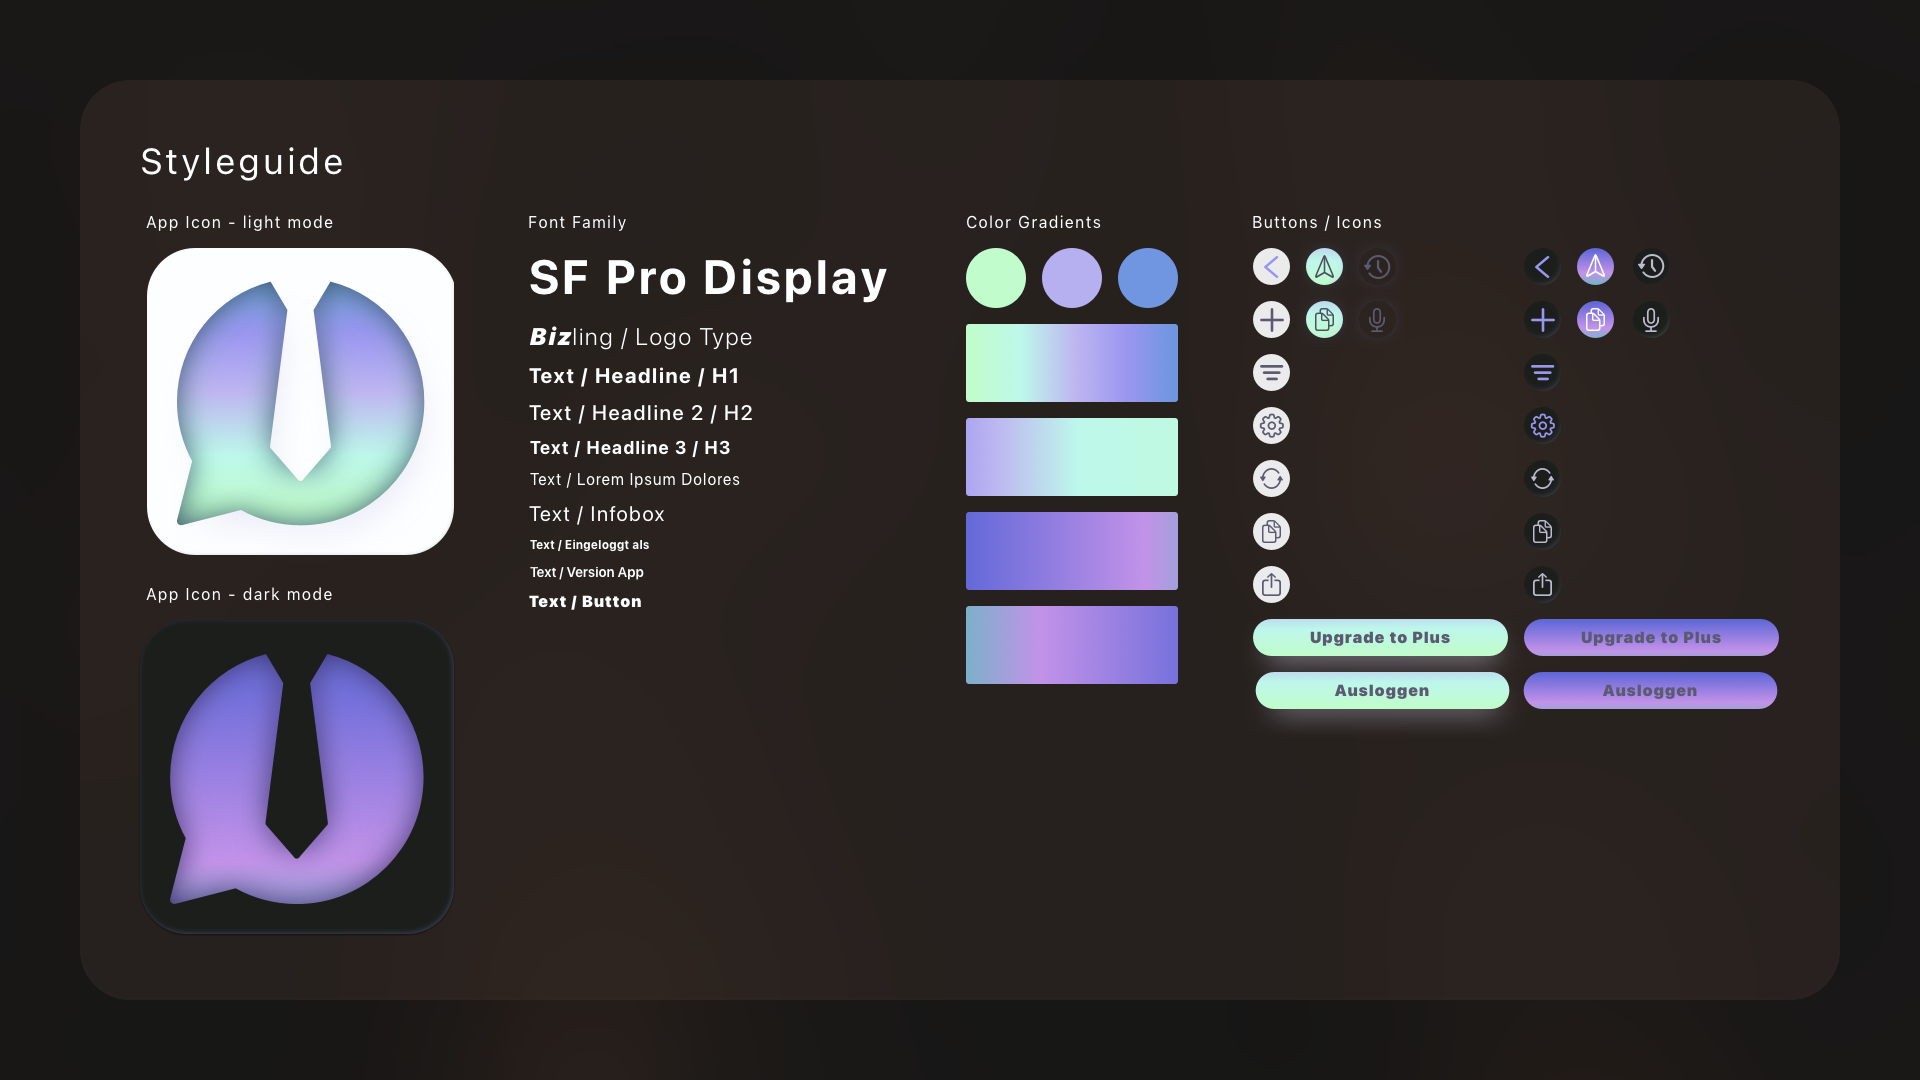 Styleguide
App Icon - light mode
App Icon - dark mode
Font Family
SF Pro Display
Bizling / Logo Type
Text / Headline / H1
Text / Headline 2 / H2
Text / Headline 3 / H3
Text / Lorem Ipsum Dolores
Text / Infobox
Text / Eingeloggt als
Text / Version App
Text / Button
Color Gradients
Buttons / Icons
Upgrade to Plus
Upgrade to Plus
Ausloggen
Ausloggen